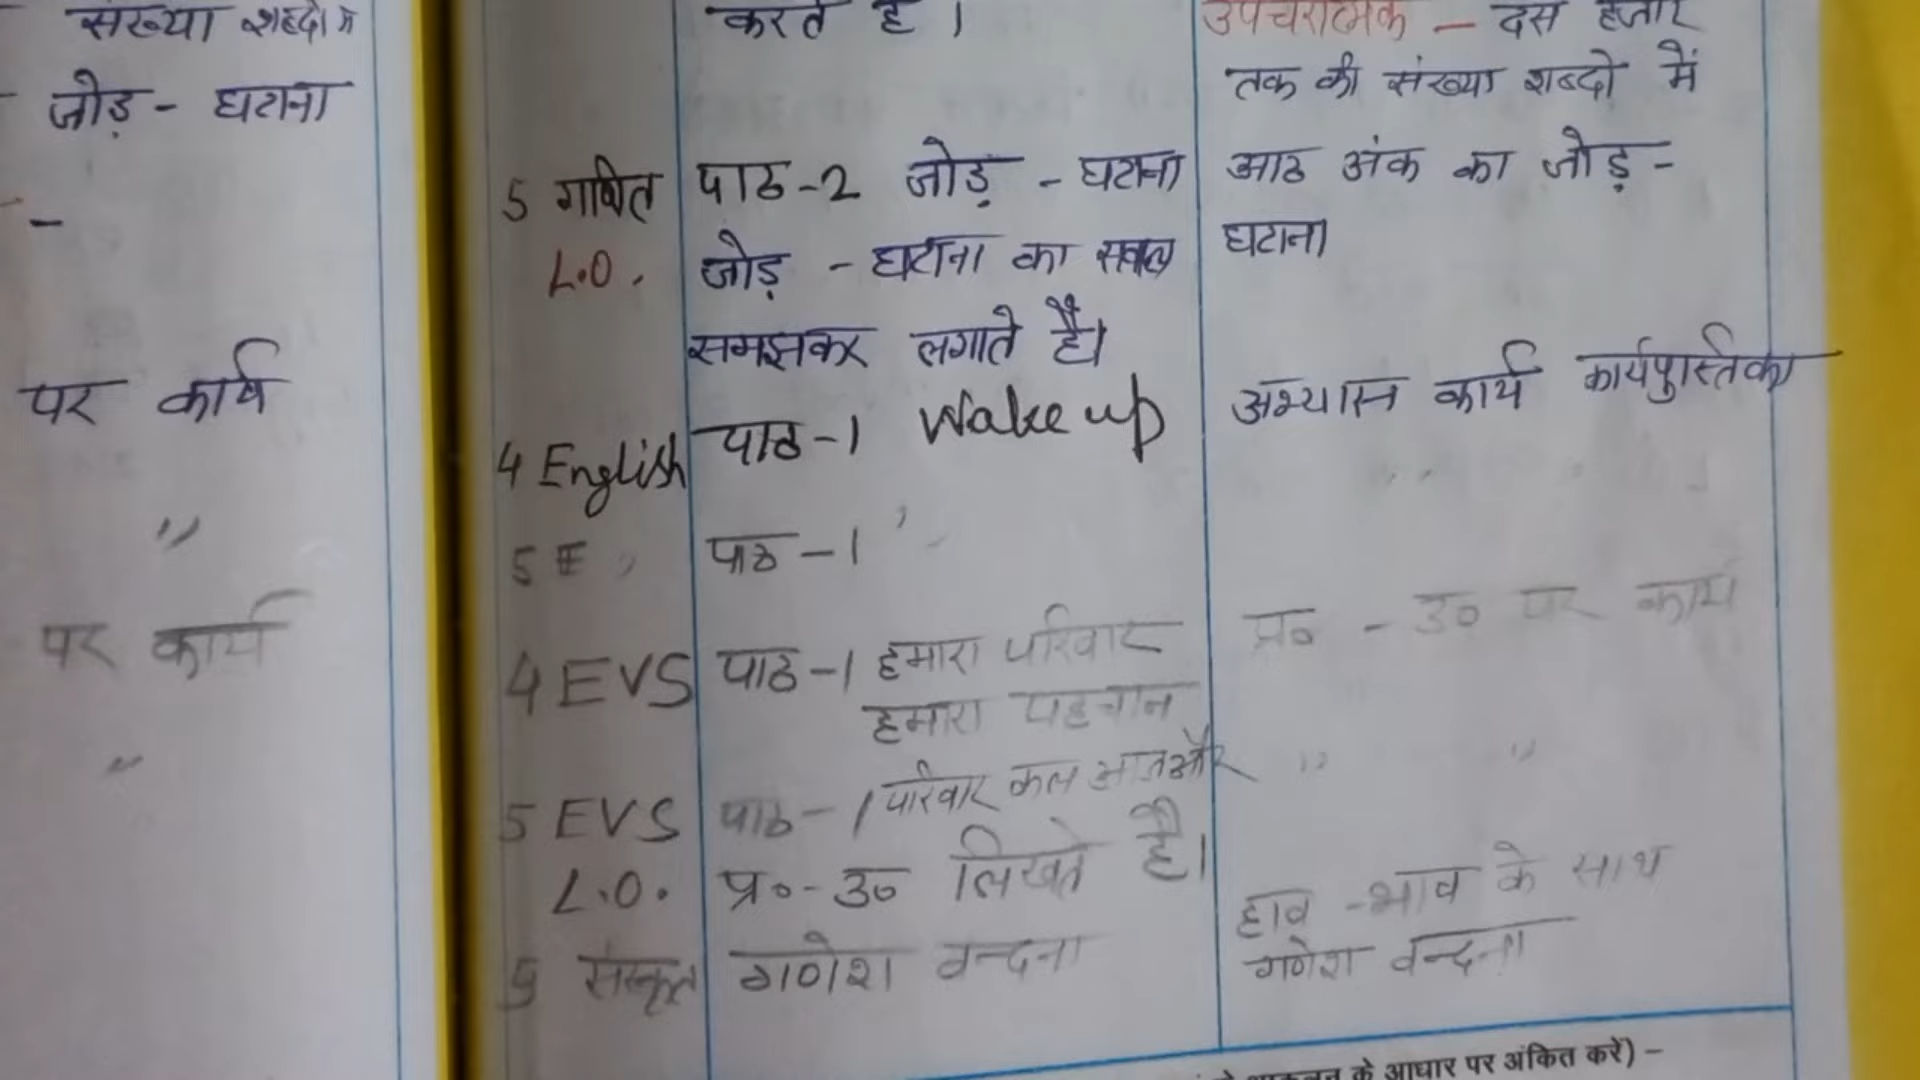 संख्या शब्दो में
जोड़ - घटाना
-
पर कार्य
"
पर कार्य
"
करते है ।
उपचरात्मक - दस हजार
तक की संख्या शब्दो में
5 गणित पाठ-2 जोड़ - घटाना आठ अंक का जोड़ -
L.O. जोड़ - घटाना का सवाल घटाना
समझकर लगाते है।
4 English पाठ-1 Wake up अभ्यास कार्य कार्यपुस्तिका
5 E " पाठ -1 "
4 EVS पाठ-1 हमारा परिवार प्र० - उ० पर कार्य
हमारा पहचान
5 EVS पाठ-1 परिवार कल आज और " "
L.O. प्र०- उ० लिखते है।
हाव -भाव के साथ
5 संस्कृत गणेश वन्दना गणेश वन्दना
के आधार पर अंकित करें) –